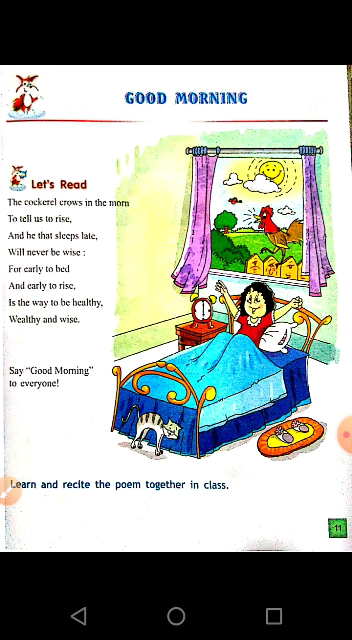 GOOD MORNING
Let's Read
The cockerel crows in the morn
To tell us to rise,
And he that sleeps late,
Will never be wise :
For early to bed
And early to rise,
Is the way to be healthy,
Wealthy and wise.
Say "Good Morning"
to everyone!
Learn and recite the poem together in class.
11